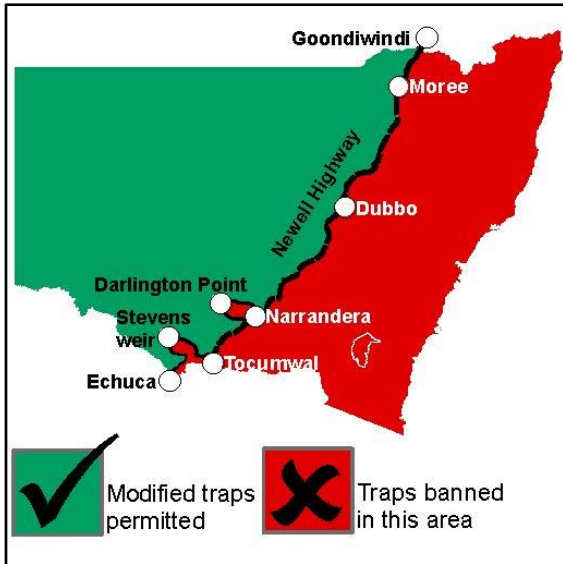 Goondiwindi
Moree
Newell Highway
Dubbo
Darlington Point
Narrandera
Stevens
weir
Tocumwal
Echuca
Modified traps
permitted
Traps banned
in this area